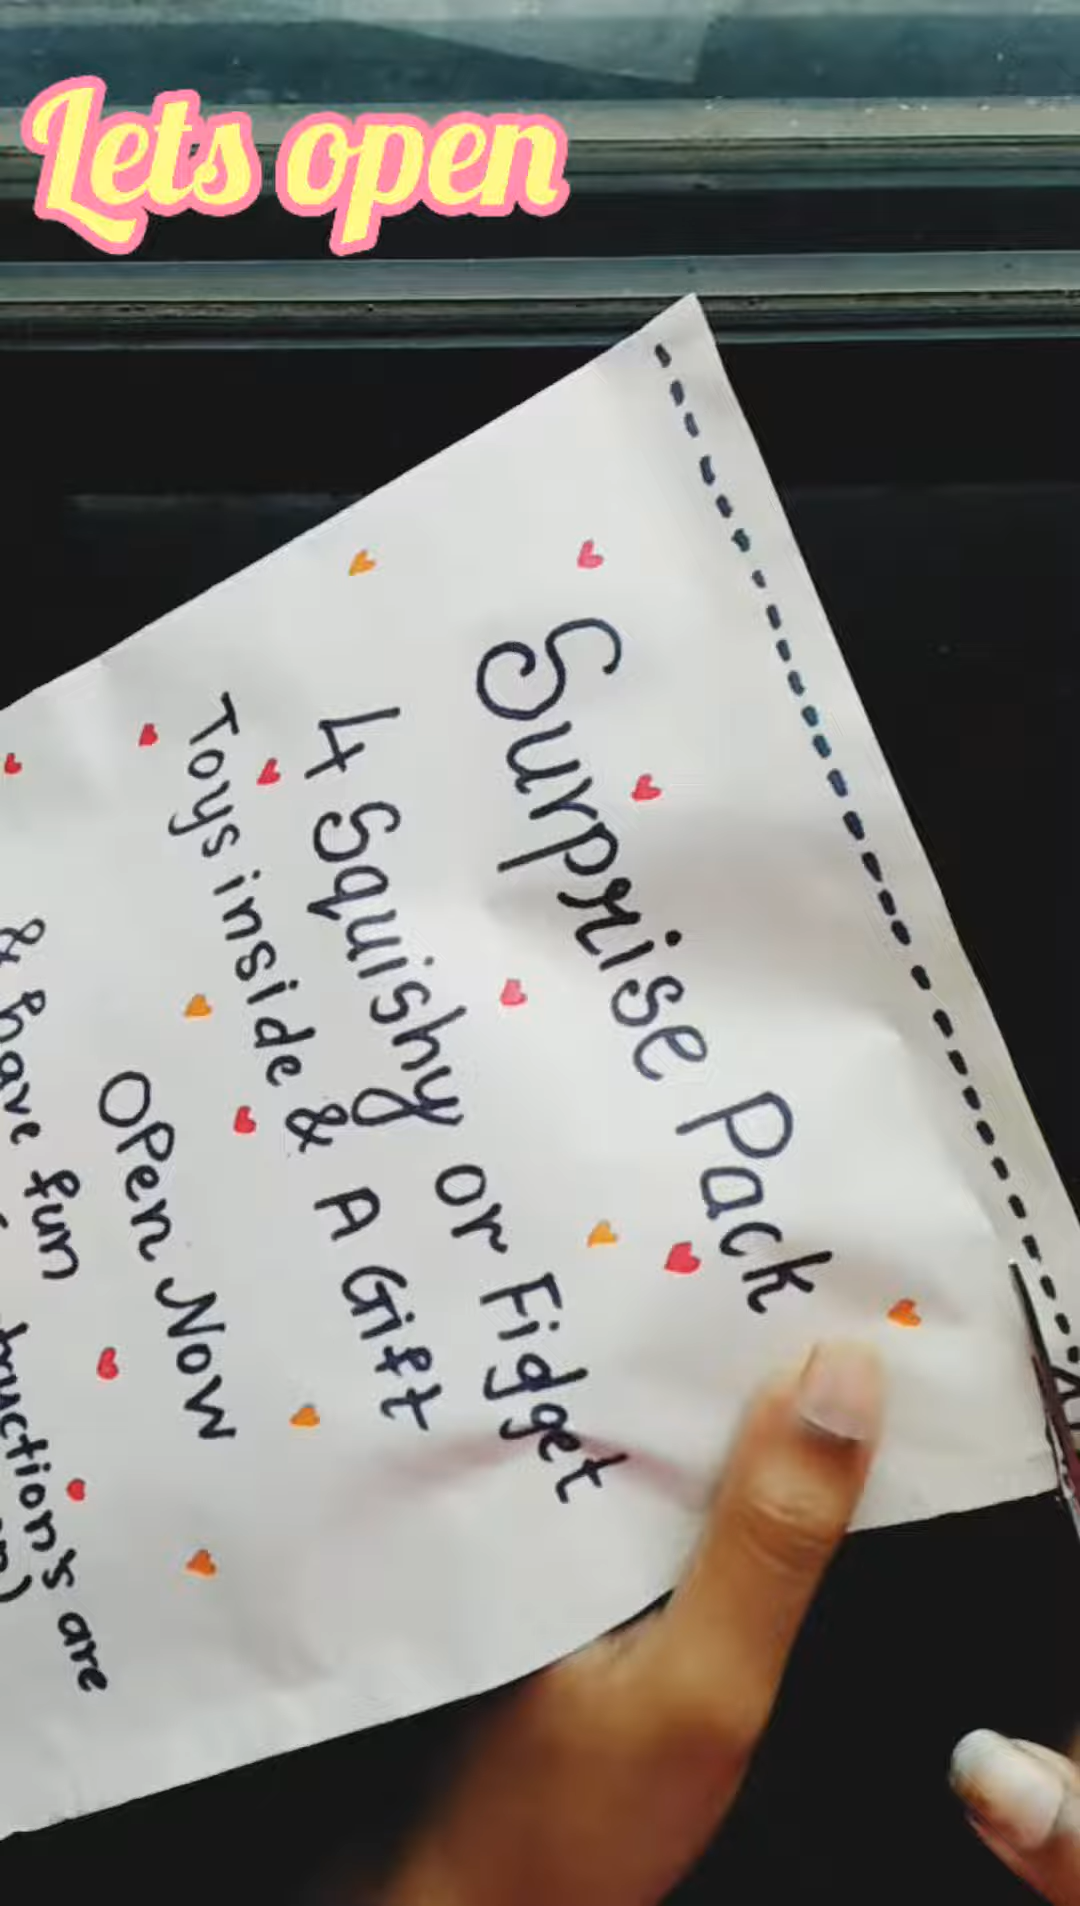 Lets open
Surprise Pack
4 Squishy or Fidget
Toys inside & A Gift
OPen Now
& have fun
are